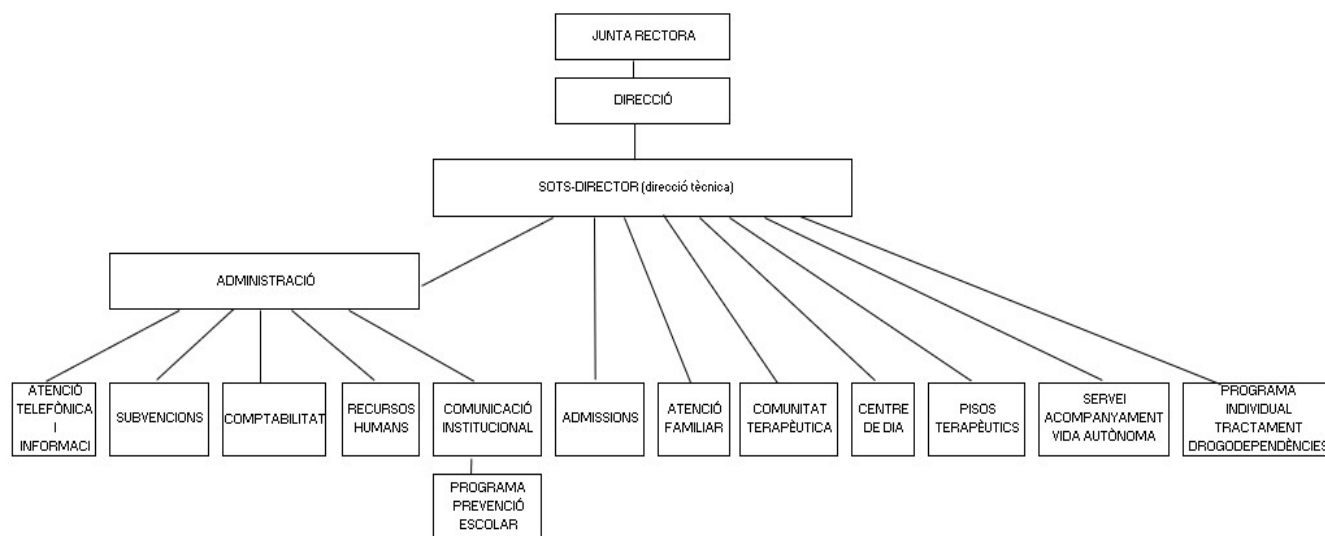 JUNTA RECTORA
DIRECCIÓ
SOTS-DIRECTOR (direcció tècnica)
ADMINISTRACIÓ
ATENCIÓ
TELEFÒNICA
I
INFORMACI
SUBVENCIONS
COMPTABILITAT
RECURSOS
HUMANS
COMUNICACIÓ
INSTITUCIONAL
ADMISSIONS
ATENCIÓ
FAMILIAR
COMUNITAT
TERAPÈUTICA
CENTRE
DE DIA
PISOS
TERAPÈUTICS
SERVEI
ACOMPANYAMENT
VIDA AUTÒNOMA
PROGRAMA
INDIVIDUAL
TRACTAMENT
DROGODEPENDÈNCIES
PROGRAMA
PREVENCIÓ
ESCOLAR